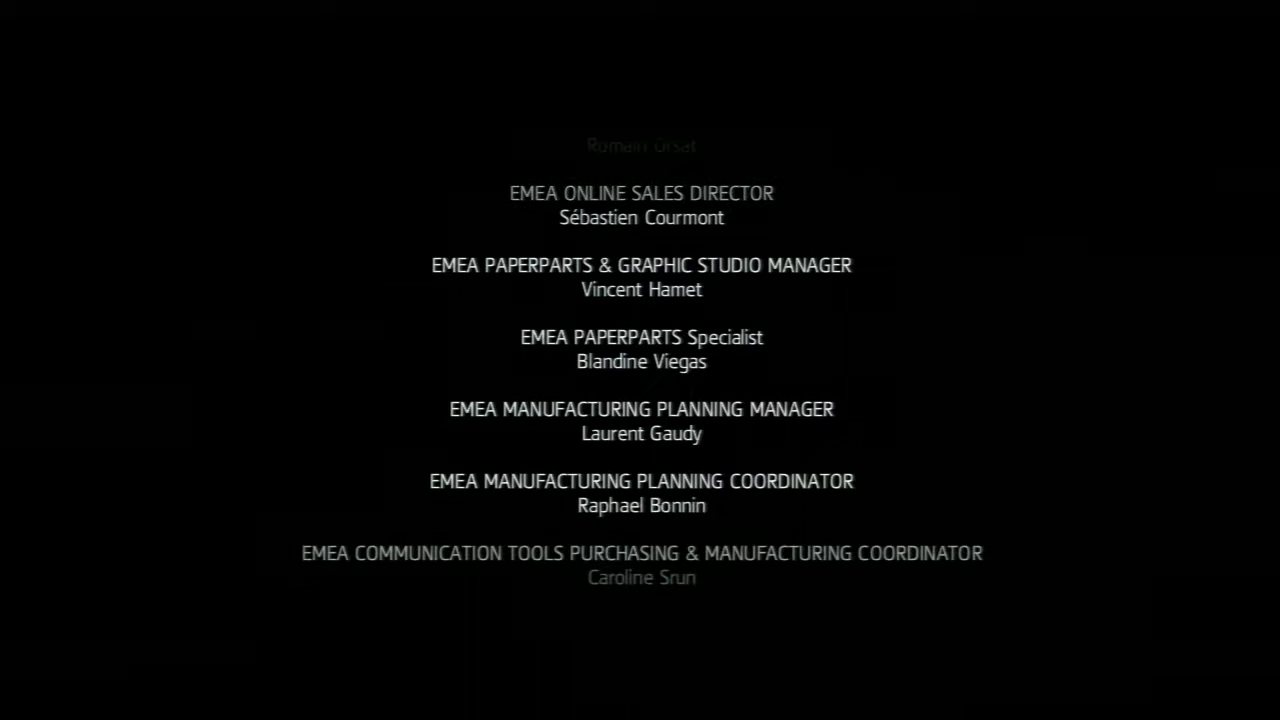 Romain Orsat
EMEA ONLINE SALES DIRECTOR
Sébastien Courmont
EMEA PAPERPARTS & GRAPHIC STUDIO MANAGER
Vincent Hamet
EMEA PAPERPARTS Specialist
Blandine Viegas
EMEA MANUFACTURING PLANNING MANAGER
Laurent Gaudy
EMEA MANUFACTURING PLANNING COORDINATOR
Raphael Bonnin
EMEA COMMUNICATION TOOLS PURCHASING & MANUFACTURING COORDINATOR
Caroline Srun